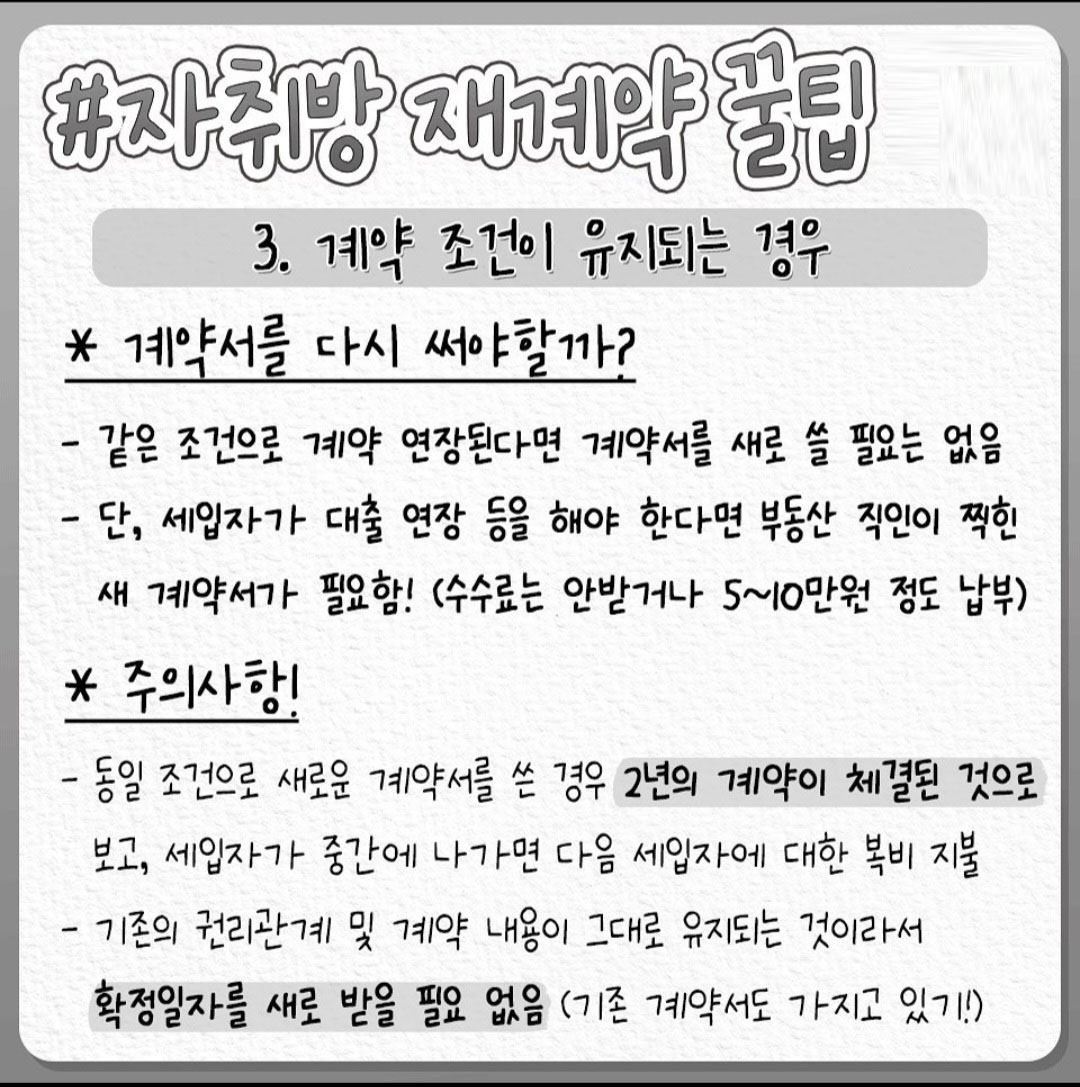 #자취방 재계약 꿀팁
3. 계약 조건이 유지되는 경우
* 계약서를 다시 써야할까?
- 같은 조건으로 계약 연장된다면 계약서를 새로 쓸 필요는 없음
- 단, 세입자가 대출 연장 등을 해야 한다면 부동산 직인이 찍힌
새 계약서가 필요함! (수수료는 안받거나 5~10만원 정도 납부)
* 주의사항!
- 동일 조건으로 새로운 계약서를 쓴 경우 2년의 계약이 체결된 것으로
보고, 세입자가 중간에 나가면 다음 세입자에 대한 복비 지불
- 기존의 권리관계 및 계약 내용이 그대로 유지되는 것이라서
확정일자를 새로 받을 필요 없음 (기존 계약서도 가지고 있기!)